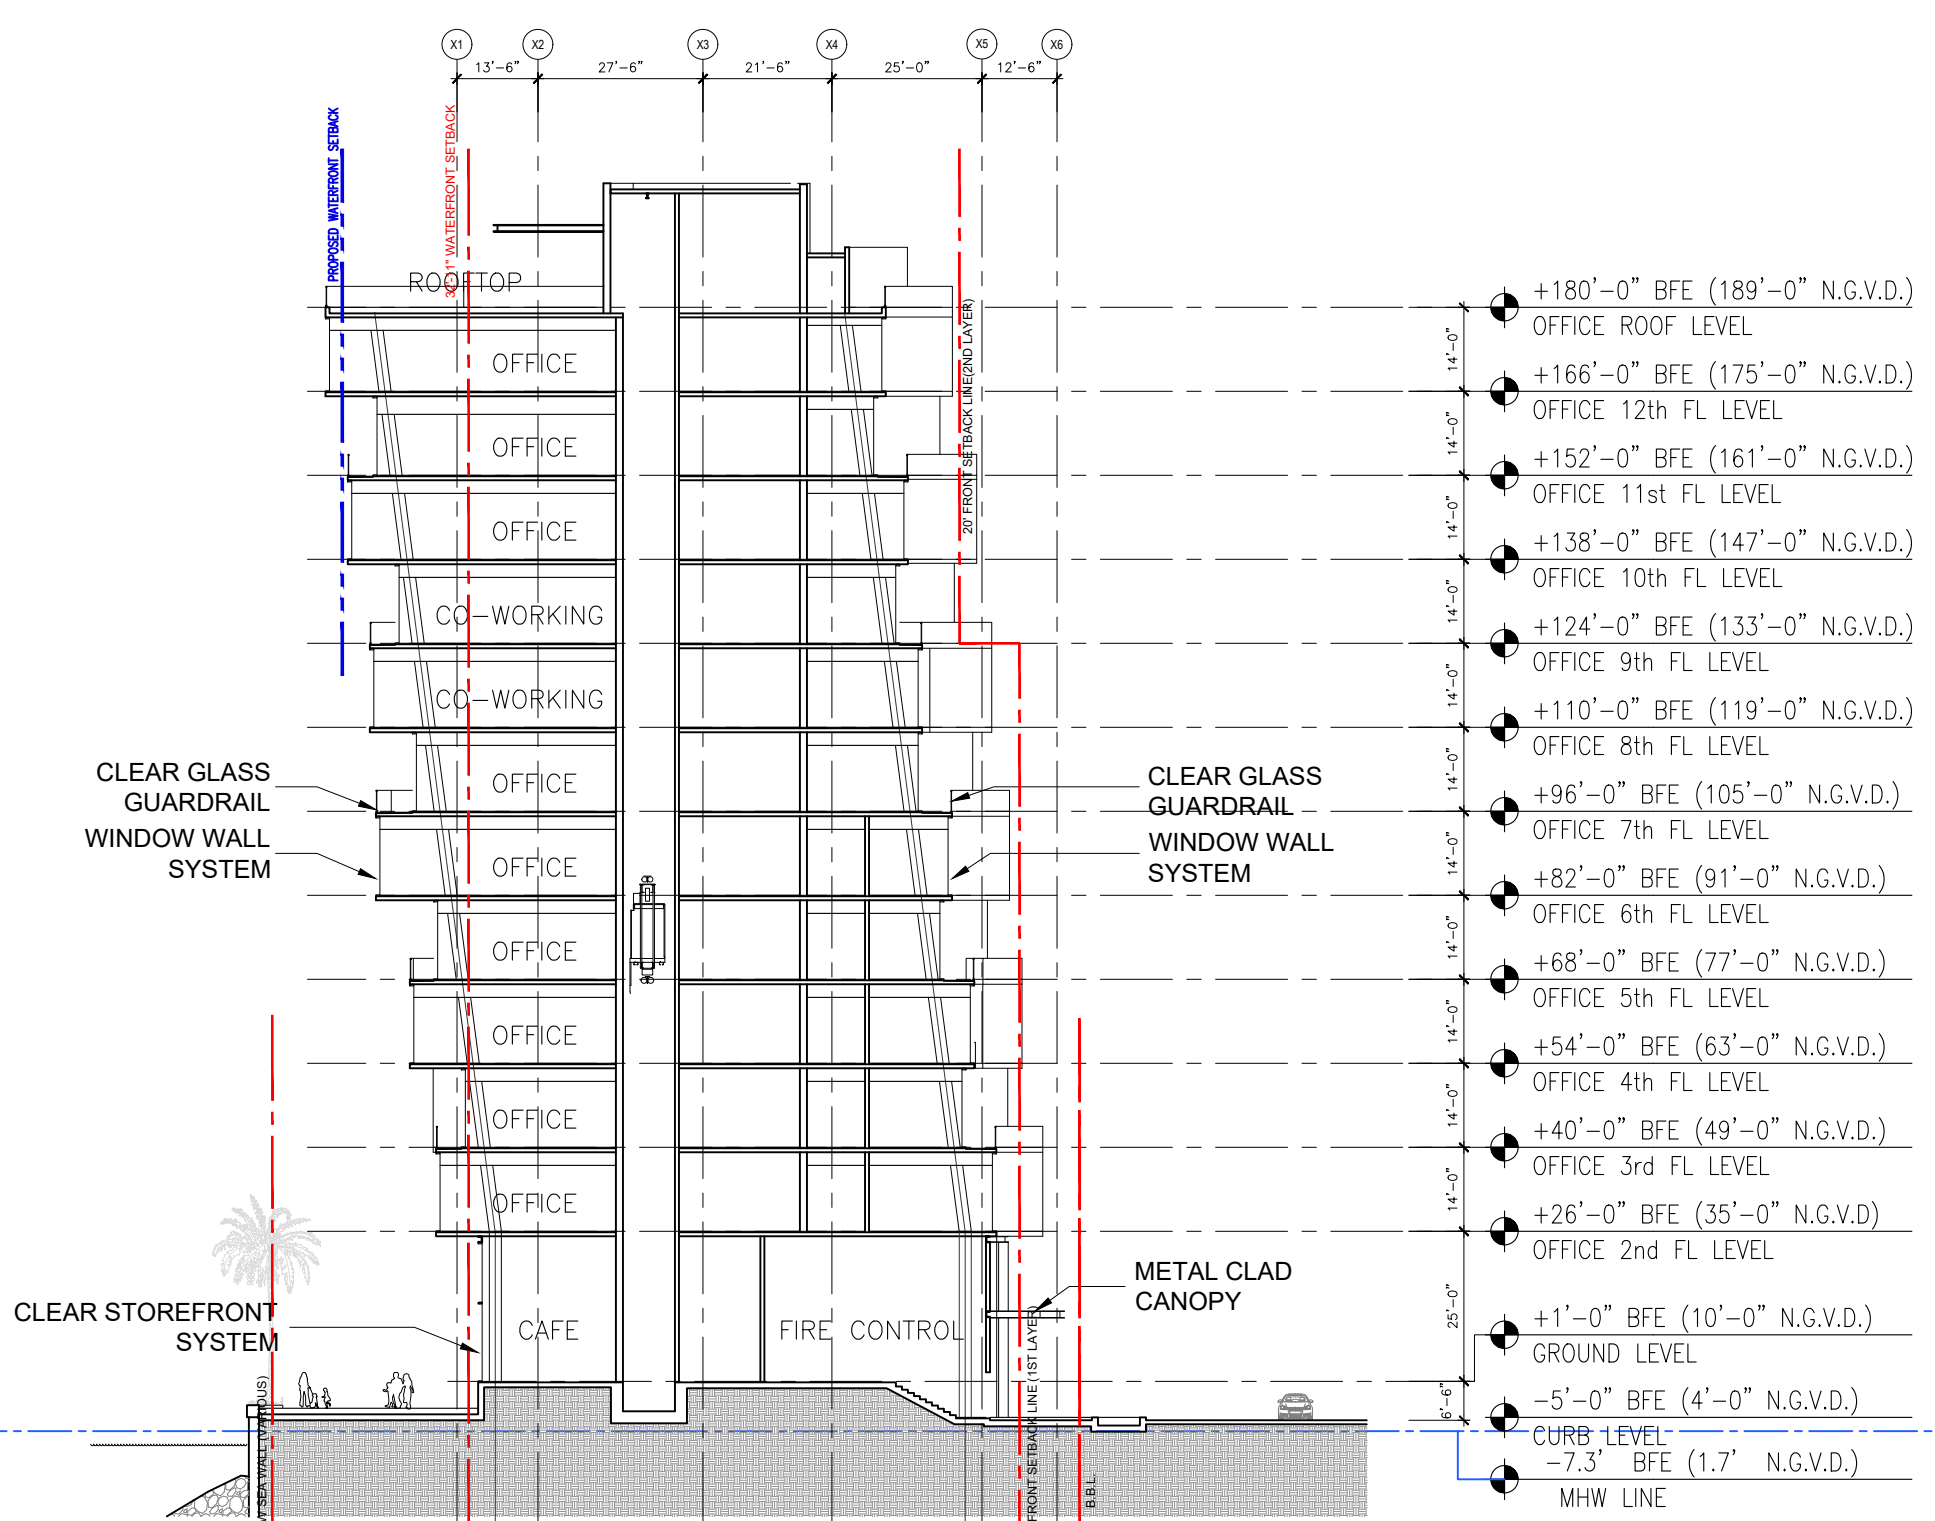 X1 X2 X3 X4 X5 X6
13'-6" 27'-6" 21'-6" 25'-0" 12'-6"
PROPOSED WATERFRONT SETBACK
WATERFRONT SETBACK
20' FRONT SETBACK LINE(2ND LAYER)
ROOFTOP
OFFICE
OFFICE
OFFICE
CO-WORKING
CO-WORKING
OFFICE
OFFICE
OFFICE
OFFICE
OFFICE
OFFICE
CAFE
FIRE CONTROL
CLEAR GLASS
GUARDRAIL
WINDOW WALL
SYSTEM
CLEAR STOREFRONT
SYSTEM
CLEAR GLASS
GUARDRAIL
WINDOW WALL
SYSTEM
METAL CLAD
CANOPY
SEA WALL (VARIOUS)
FRONT SETBACK LINE (1ST LAYER)
B.B.L.
14'-0"
14'-0"
14'-0"
14'-0"
14'-0"
14'-0"
14'-0"
14'-0"
14'-0"
14'-0"
14'-0"
25'-0"
6'-6"
+180'-0" BFE (189'-0" N.G.V.D.)
OFFICE ROOF LEVEL
+166'-0" BFE (175'-0" N.G.V.D.)
OFFICE 12th FL LEVEL
+152'-0" BFE (161'-0" N.G.V.D.)
OFFICE 11st FL LEVEL
+138'-0" BFE (147'-0" N.G.V.D.)
OFFICE 10th FL LEVEL
+124'-0" BFE (133'-0" N.G.V.D.)
OFFICE 9th FL LEVEL
+110'-0" BFE (119'-0" N.G.V.D.)
OFFICE 8th FL LEVEL
+96'-0" BFE (105'-0" N.G.V.D.)
OFFICE 7th FL LEVEL
+82'-0" BFE (91'-0" N.G.V.D.)
OFFICE 6th FL LEVEL
+68'-0" BFE (77'-0" N.G.V.D.)
OFFICE 5th FL LEVEL
+54'-0" BFE (63'-0" N.G.V.D.)
OFFICE 4th FL LEVEL
+40'-0" BFE (49'-0" N.G.V.D.)
OFFICE 3rd FL LEVEL
+26'-0" BFE (35'-0" N.G.V.D)
OFFICE 2nd FL LEVEL
+1'-0" BFE (10'-0" N.G.V.D.)
GROUND LEVEL
-5'-0" BFE (4'-0" N.G.V.D.)
CURB LEVEL
-7.3' BFE (1.7' N.G.V.D.)
MHW LINE